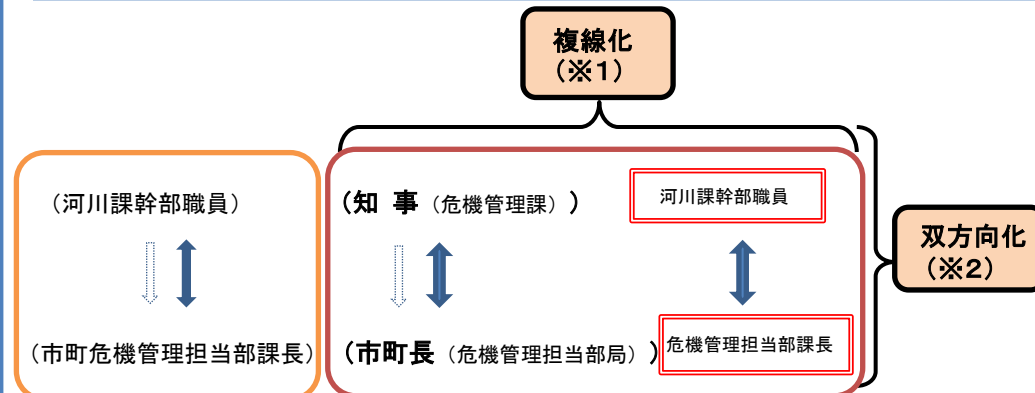 複線化
(※1)
(河川課幹部職員)
(知 事 (危機管理課))
河川課幹部職員
双方向化
(※2)
(市町危機管理担当部課長)
(市町長 (危機管理担当部局))
危機管理担当部課長